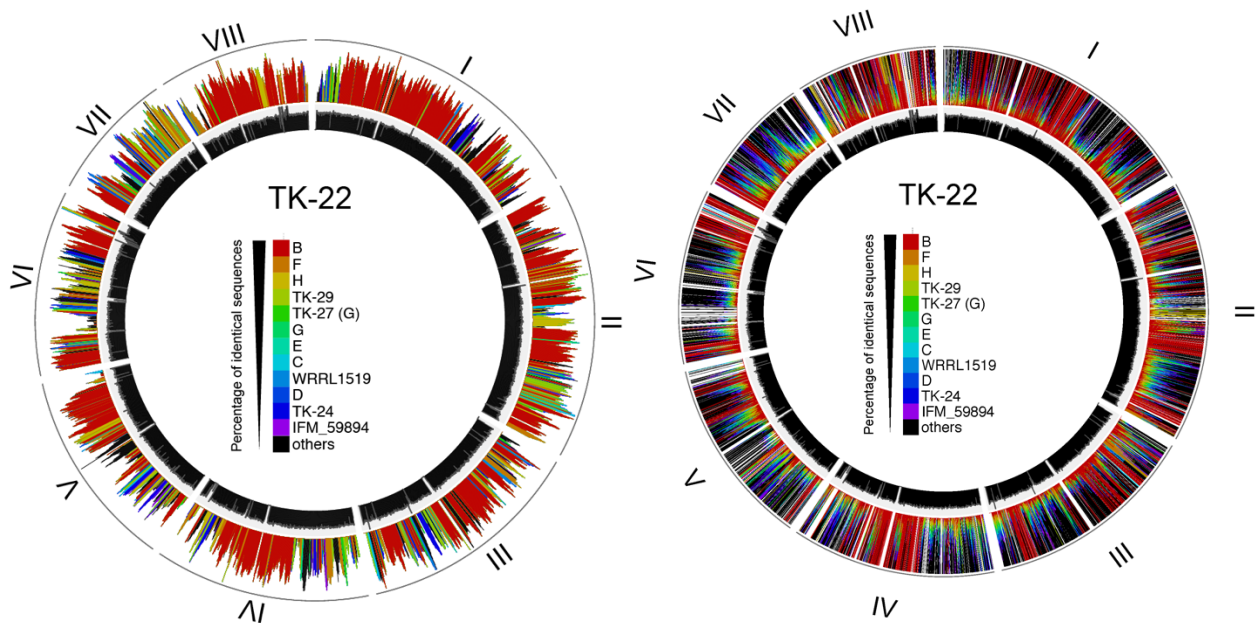 VIII
I
VII
TK-22
VI
II
Percentage of identical sequences
B
F
H
TK-29
TK-27 (G)
G
E
C
WRRL1519
D
TK-24
IFM_59894
others
V
III
IV
VIII
I
VII
TK-22
VI
II
Percentage of identical sequences
B
F
H
TK-29
TK-27 (G)
G
E
C
WRRL1519
D
TK-24
IFM_59894
others
V
III
IV